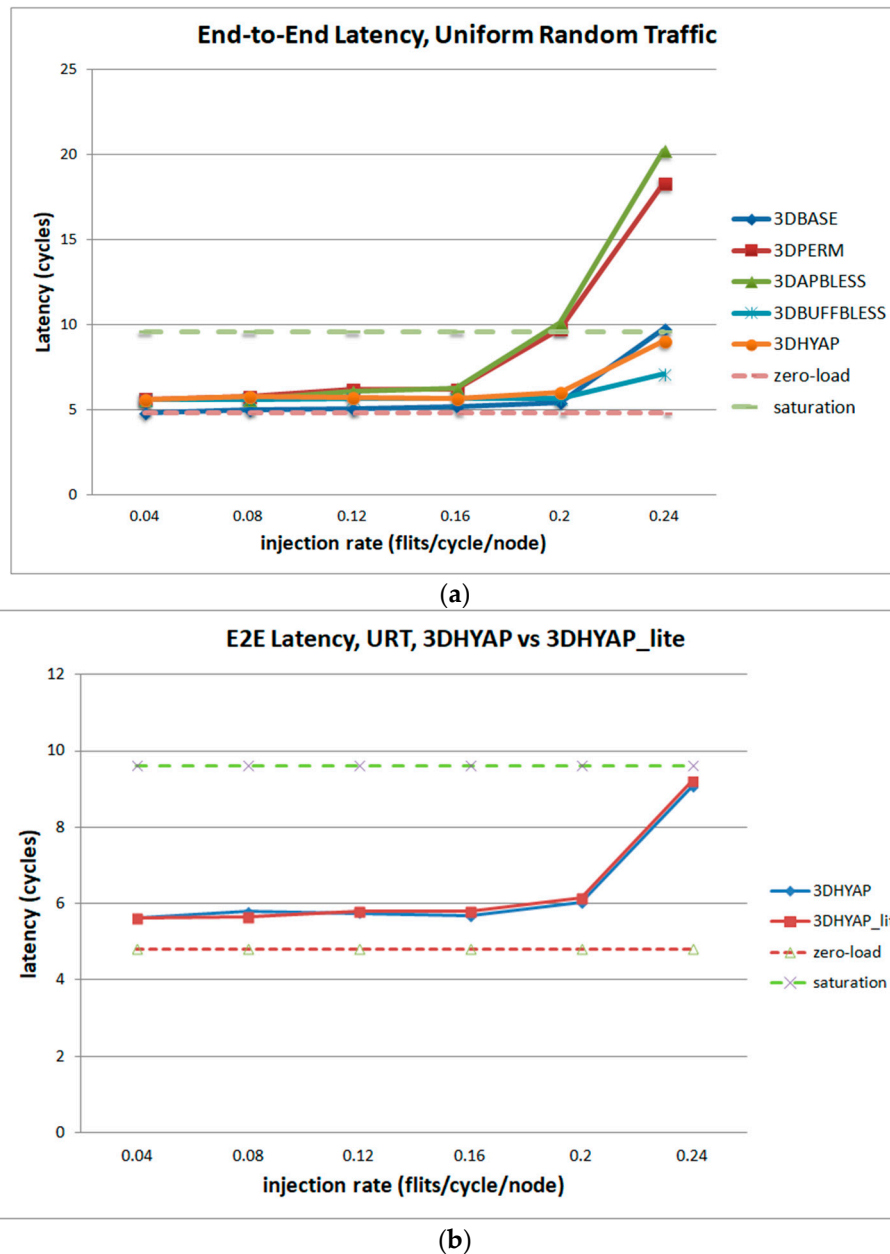 End-to-End Latency, Uniform Random Traffic
25
20
15
10
5
0
Latency (cycles)
0.04 0.08 0.12 0.16 0.2 0.24
injection rate (flits/cycle/node)
3DBASE
3DPERM
3DAPBLESS
3DBUFFBLESS
3DHYAP
zero-load
saturation
(a)
E2E Latency, URT, 3DHYAP vs 3DHYAP_lite
12
10
8
6
4
2
0
latency (cycles)
0.04 0.08 0.12 0.16 0.2 0.24
injection rate (flits/cycle/node)
3DHYAP
3DHYAP_lit
zero-load
saturation
(b)